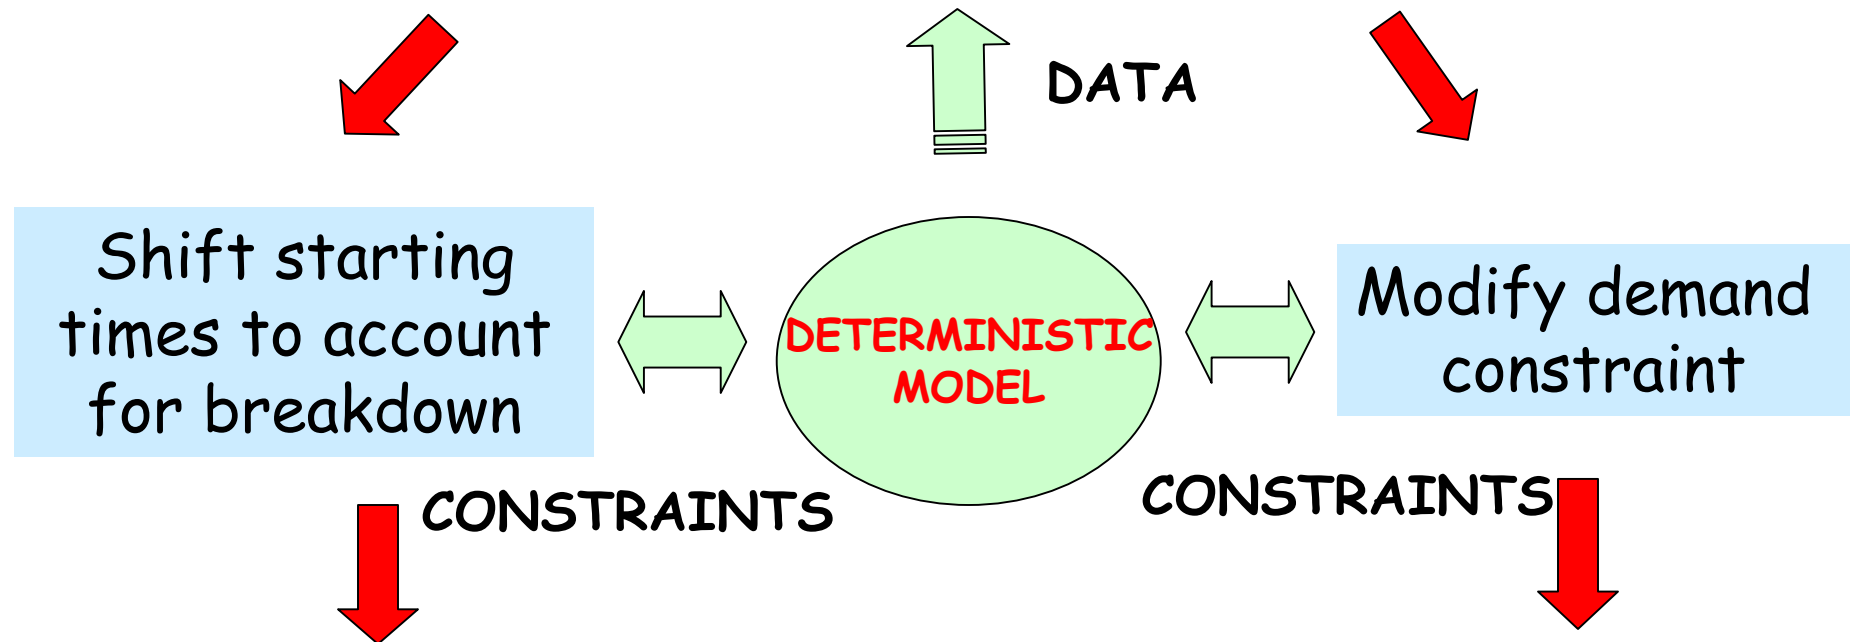 DATA
Shift starting
times to account
for breakdown
DETERMINISTIC
MODEL
Modify demand
constraint
CONSTRAINTS
CONSTRAINTS